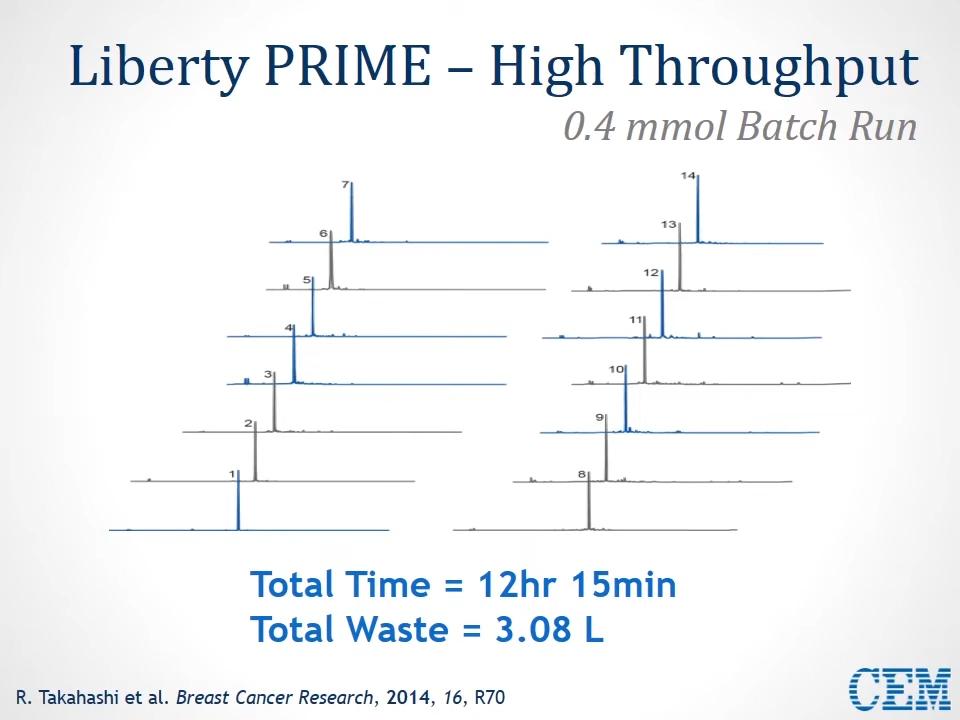 Liberty PRIME – High Throughput
0.4 mmol Batch Run
7
14
6
13
5
12
4
11
3
10
2
9
1
8
Total Time = 12hr 15min
Total Waste = 3.08 L
R. Takahashi et al. Breast Cancer Research, 2014, 16, R70
CEM